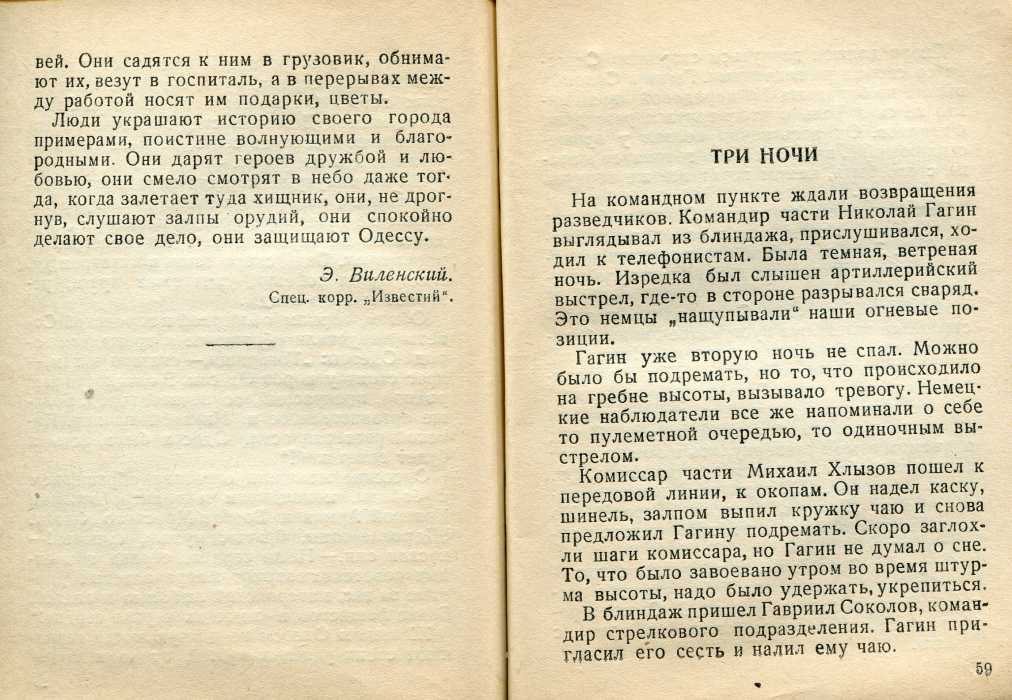 вей. Они садятся к ним в грузовик, обнима-
ют их, везут в госпиталь, а в перерывах меж-
ду работой носят им подарки, цветы.
Люди украшают историю своего города
примерами, поистине волнующими и благо-
родными. Они дарят героев дружбой и лю-
бовью, они смело смотрят в небо даже тог-
да, когда залетает туда хищник, они, не дрог-
нув, слушают залпы орудий, они спокойно
делают свое дело, они защищают Одессу.
Э. Виленский.
Спец. корр. „Известий“.
ТРИ НОЧИ
На командном пункте ждали возвращения
разведчиков. Командир части Николай Гагин
выглядывал из блиндажа, прислушивался, хо-
дил к телефонистам. Была темная, ветреная
ночь. Изредка был слышен артиллерийский
выстрел, где-то в стороне разрывался снаряд.
Это немцы „нащупывали“ наши огневые по-
зиции.
Гагин уже вторую ночь не спал. Можно
было бы подремать, но то, что происходило
на гребне высоты, вызывало тревогу. Немец-
кие наблюдатели все же напоминали о себе
то пулеметной очередью, то одиночным вы-
стрелом.
Комиссар части Михаил Хлызов пошел к
передовой линии, к окопам. Он надел каску,
шинель, залпом выпил кружку чаю и снова
предложил Гагину подремать. Скоро заглох-
ли шаги комиссара, но Гагин не думал о сне.
То, что было завоевано утром во время штур-
ма высоты, надо было удержать, укрепиться.
В блиндаж пришел Гавриил Соколов, коман-
дир стрелкового подразделения. Гагин при-
гласил его сесть и налил ему чаю.
59